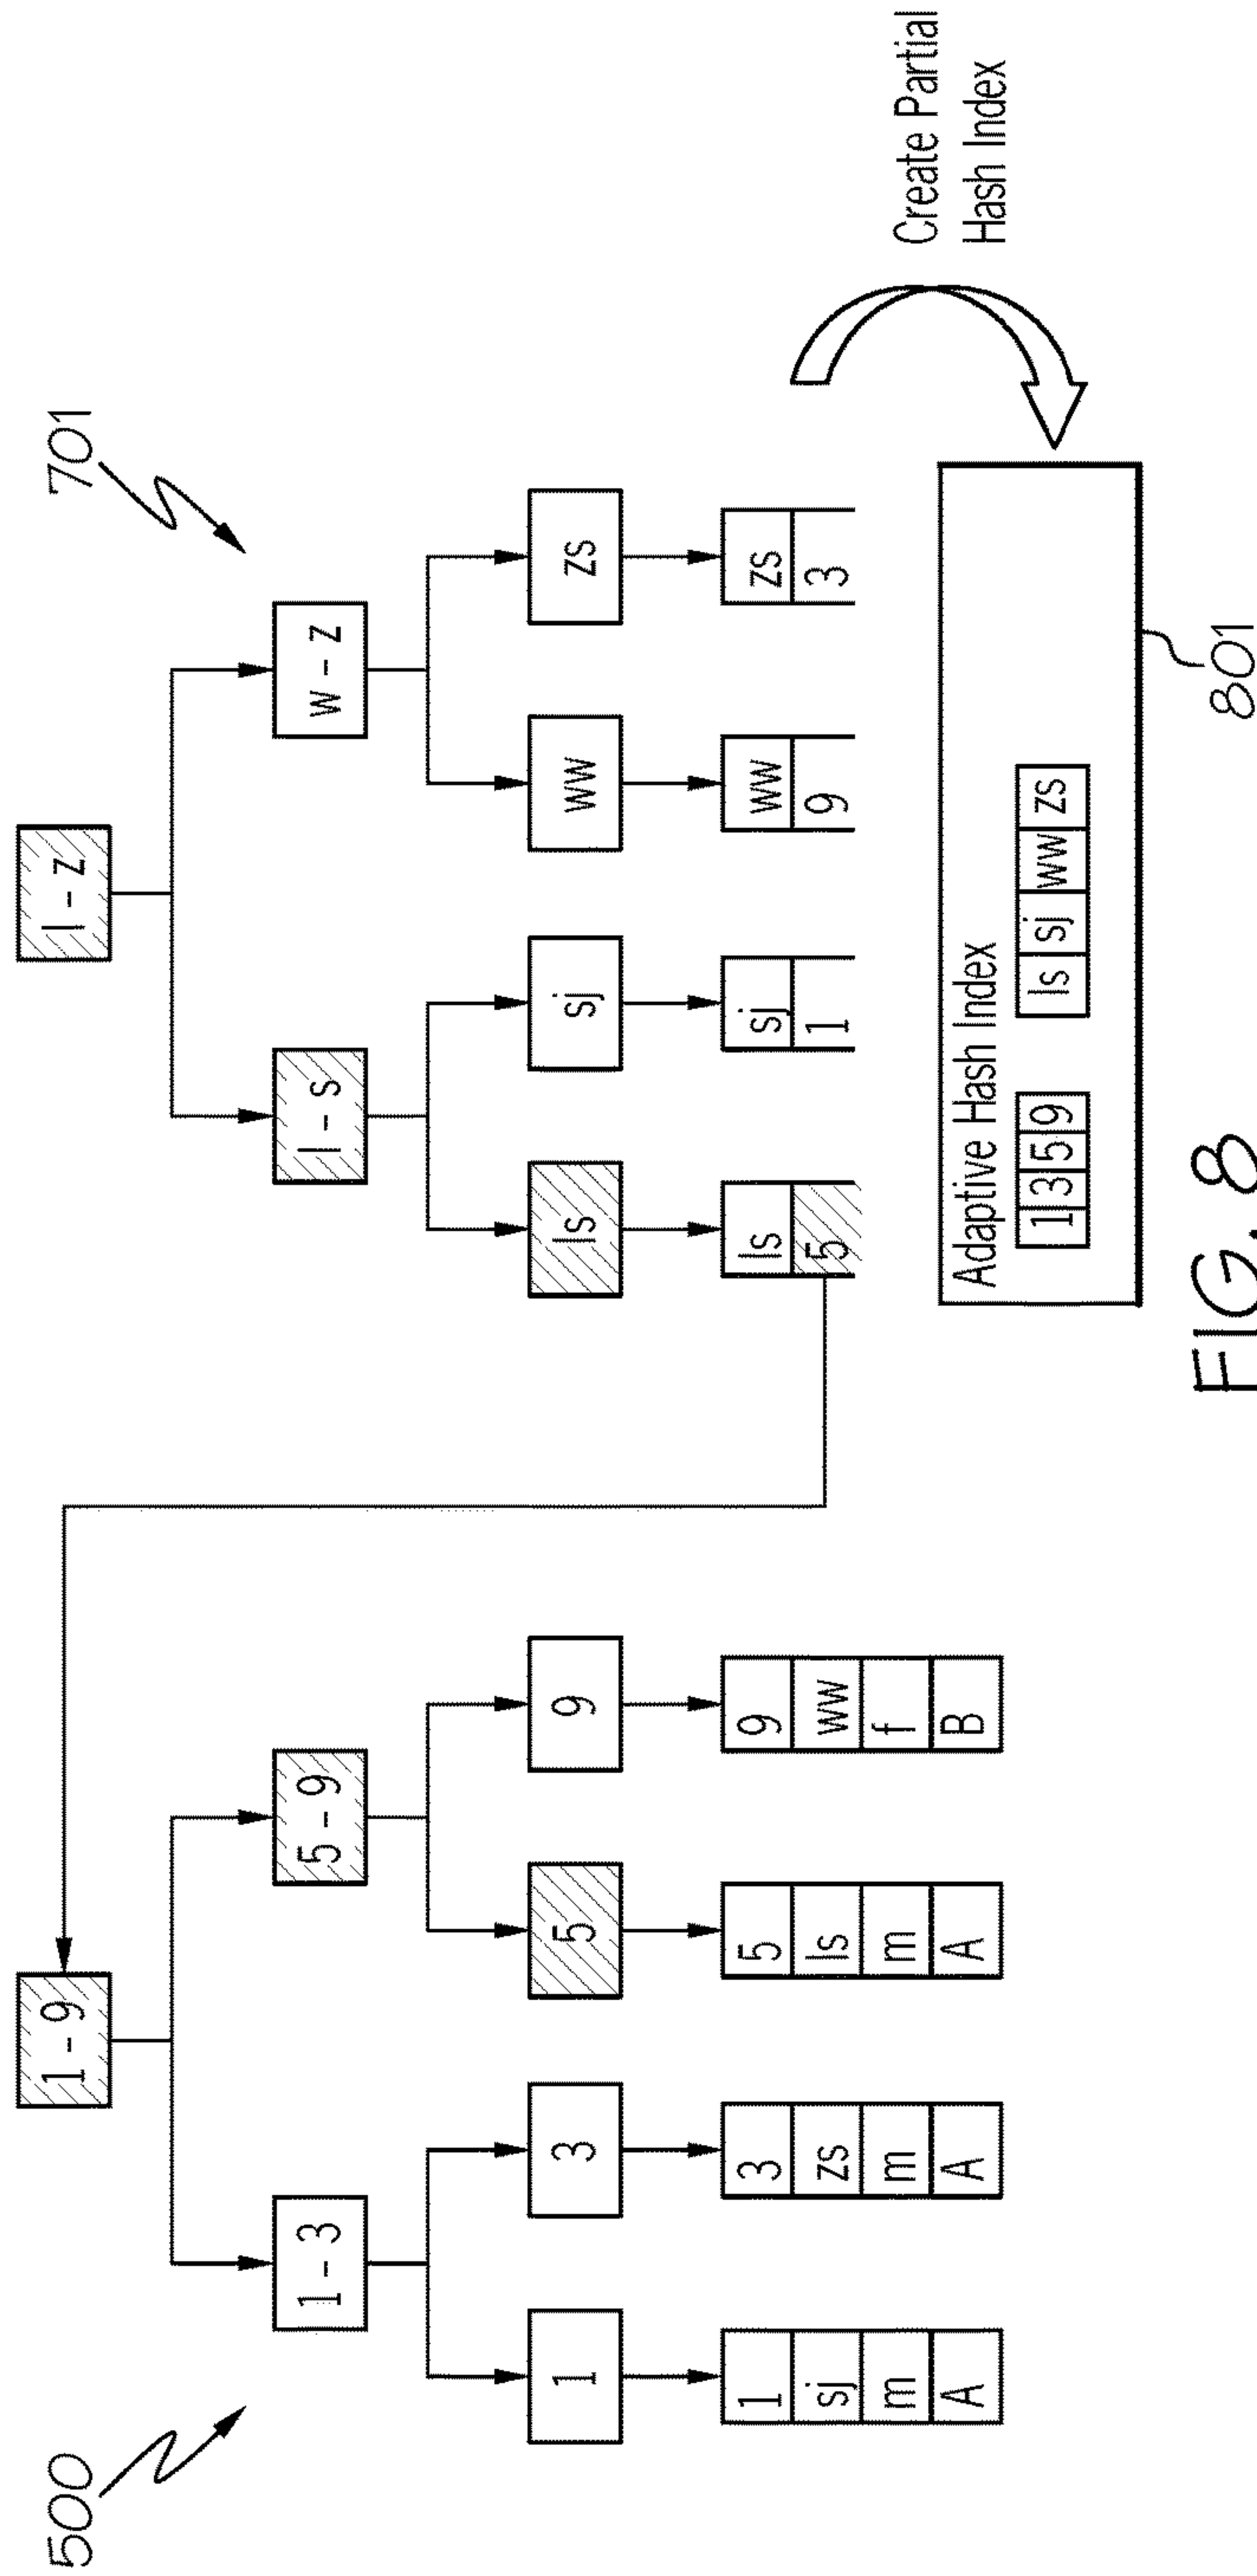 500
1 - 9
1 - 3
5 - 9
1
3
5
9
1
sj
m
A
3
zs
m
A
5
ls
m
A
9
ww
f
B
701
l - z
l - s
w - z
ls
sj
ww
zs
ls
5
sj
1
ww
9
zs
3
Create Partial
Hash Index
Adaptive Hash Index
1 3 5 9
ls sj ww zs
801
FIG. 8